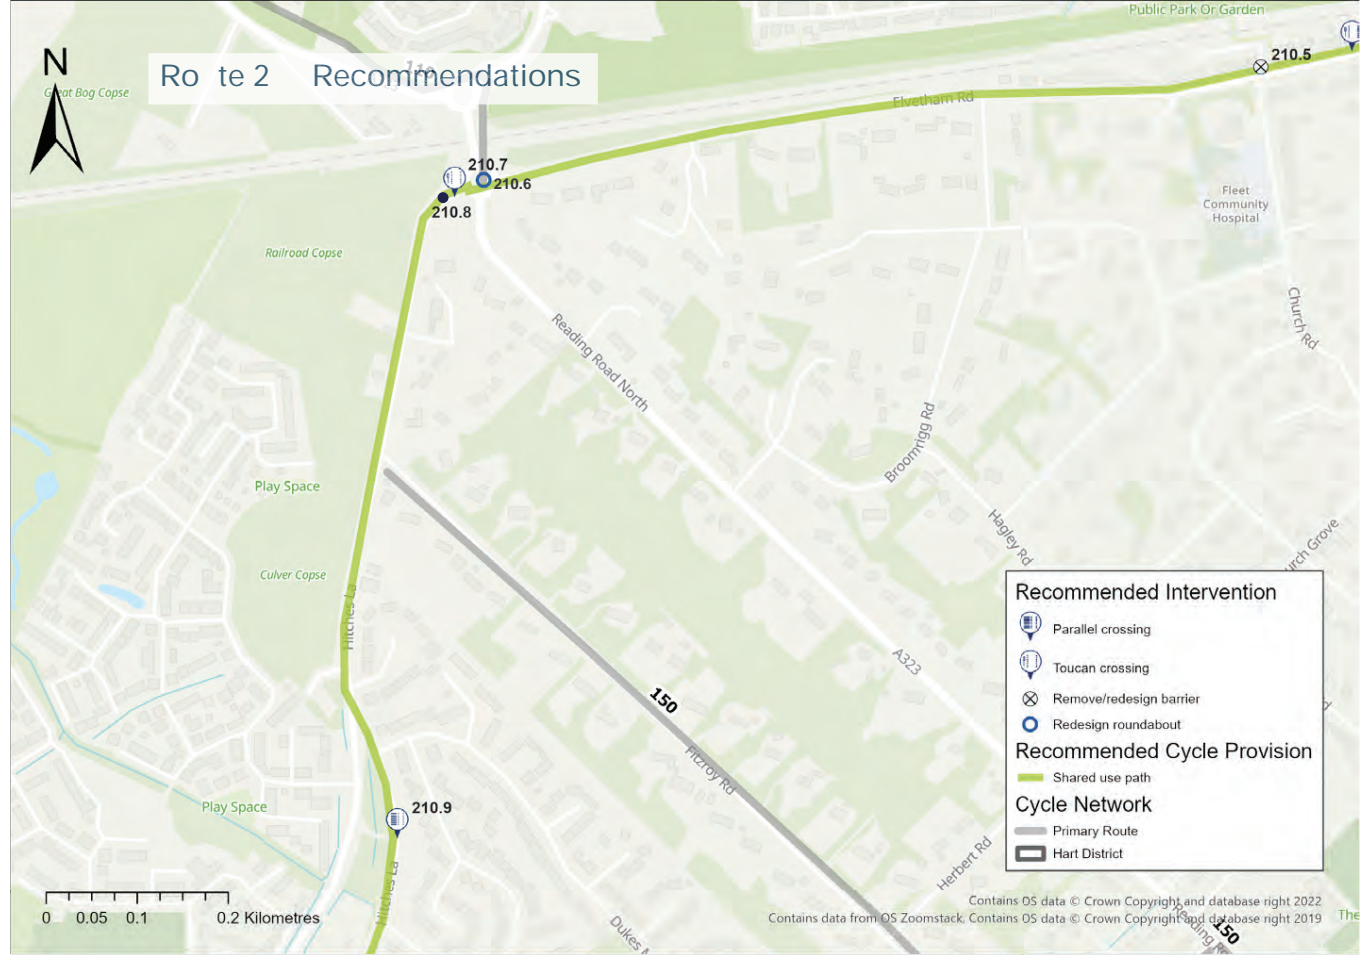 Public Park Or Garden
N
Ro te 2 Recommendations
210.5
Great Bog Copse
Elvetham Rd
210.7
210.6
210.8
Fleet
Community
Hospital
Railroad Copse
Church Rd
Reading Road North
Broomrigg Rd
Play Space
Hagley Rd
urch Grove
Culver Copse
Hitches La
A323
150
Fitzroy Rd
Play Space
210.9
Hitches La
Herbert Rd
Dukes
Recommended Intervention
Parallel crossing
Toucan crossing
Remove/redesign barrier
Redesign roundabout
Recommended Cycle Provision
Shared use path
Cycle Network
Primary Route
Hart District
0 0.05 0.1 0.2 Kilometres
Contains OS data © Crown Copyright and database right 2022
Contains data from OS Zoomstack. Contains OS data © Crown Copyright and database right 2019
150
The